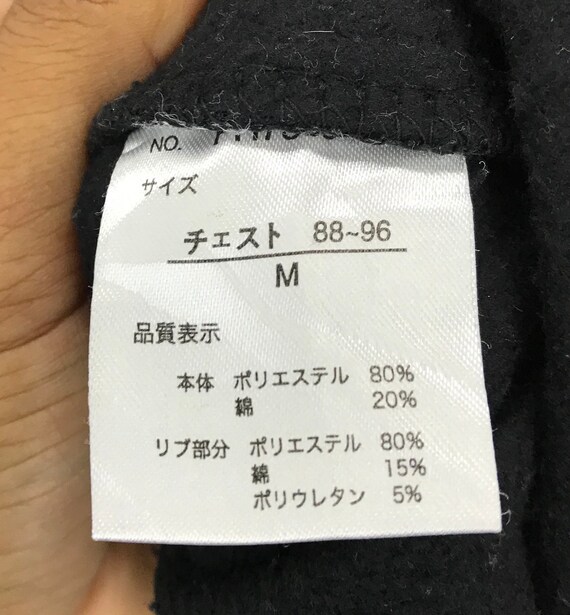 NO.
サイズ
チェスト 88~96
M
品質表示
本体 ポリエステル 80%
綿 20%
リブ部分 ポリエステル 80%
綿 15%
ポリウレタン 5%